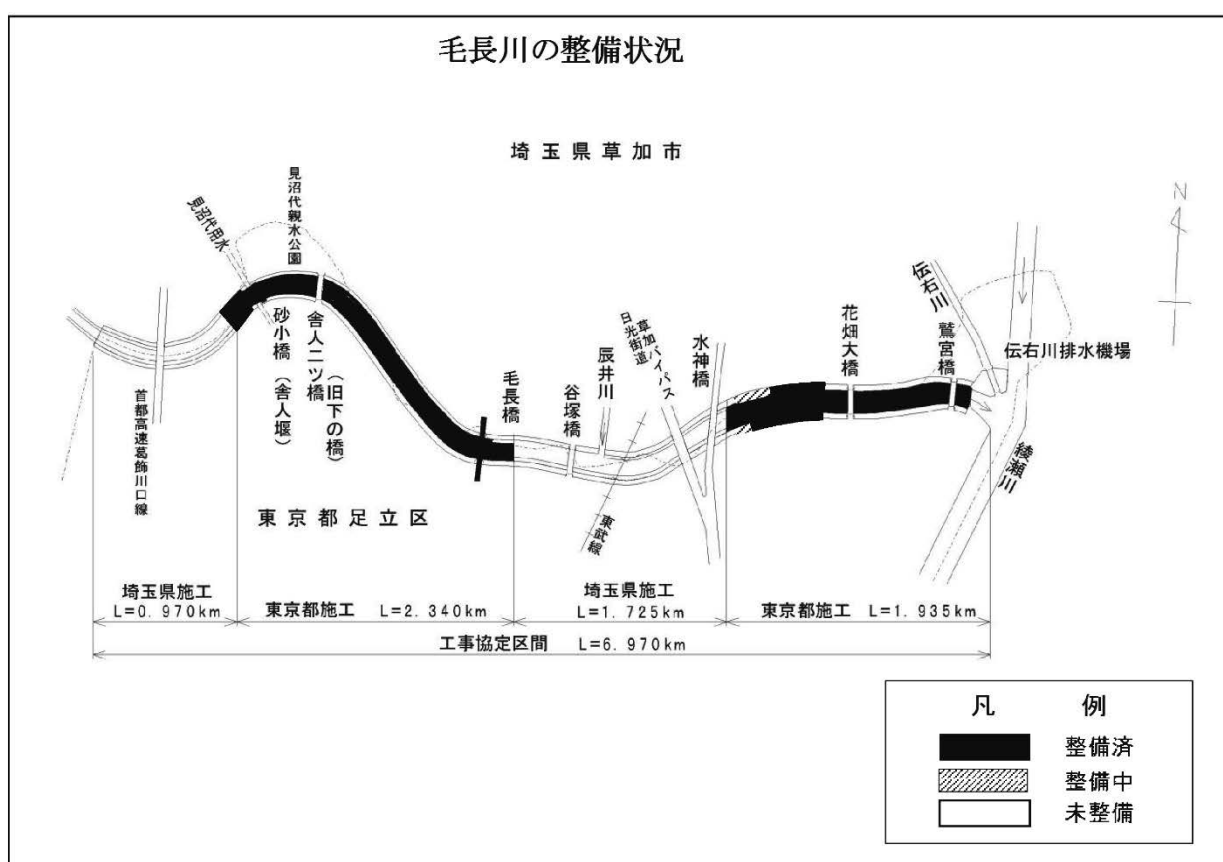 毛長川の整備状況
埼玉県草加市
N
見沼代親水公園
見沼代用水
砂小橋（舎人堰）
舎人二ツ橋
（旧下の橋）
首都高速葛飾川口線
毛長橋
谷塚橋
辰井川
日光街道
草加バイパス
水神橋
東武線
花畑大橋
鷲宮橋
伝右川
伝右川排水機場
綾瀬川
東京都足立区
埼玉県施工
L=0.970km
東京都施工 L=2.340km
埼玉県施工
L=1.725km
東京都施工 L=1.935km
工事協定区間 L=6.970km
凡 例
整備済
整備中
未整備